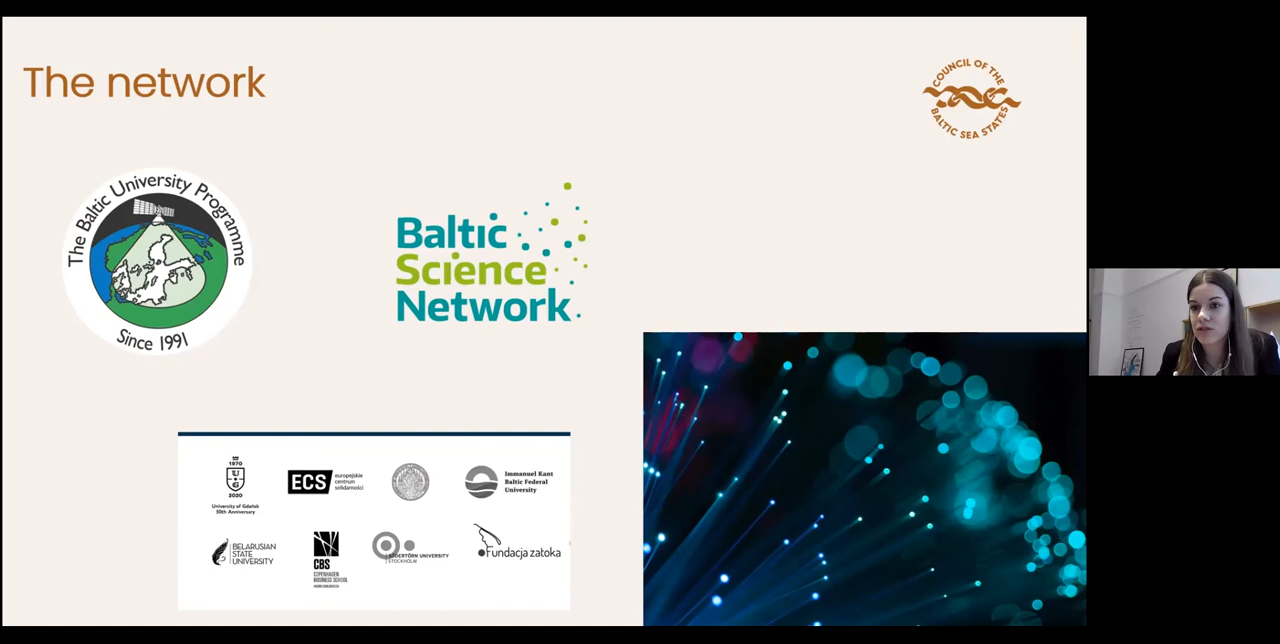 The network
COUNCIL OF THE
BALTIC SEA STATES
The Baltic University Programme
Since 1991
Baltic
Science
Network
1970
2020
University of Gdańsk
50th Anniversary
ECS
europejskie
centrum
solidarności
Immanuel Kant
Baltic Federal
University
BELARUSIAN
STATE
UNIVERSITY
CBS
COPENHAGEN
BUSINESS SCHOOL
SÖDERTÖRN UNIVERSITY
STOCKHOLM
Fundacja zatoka